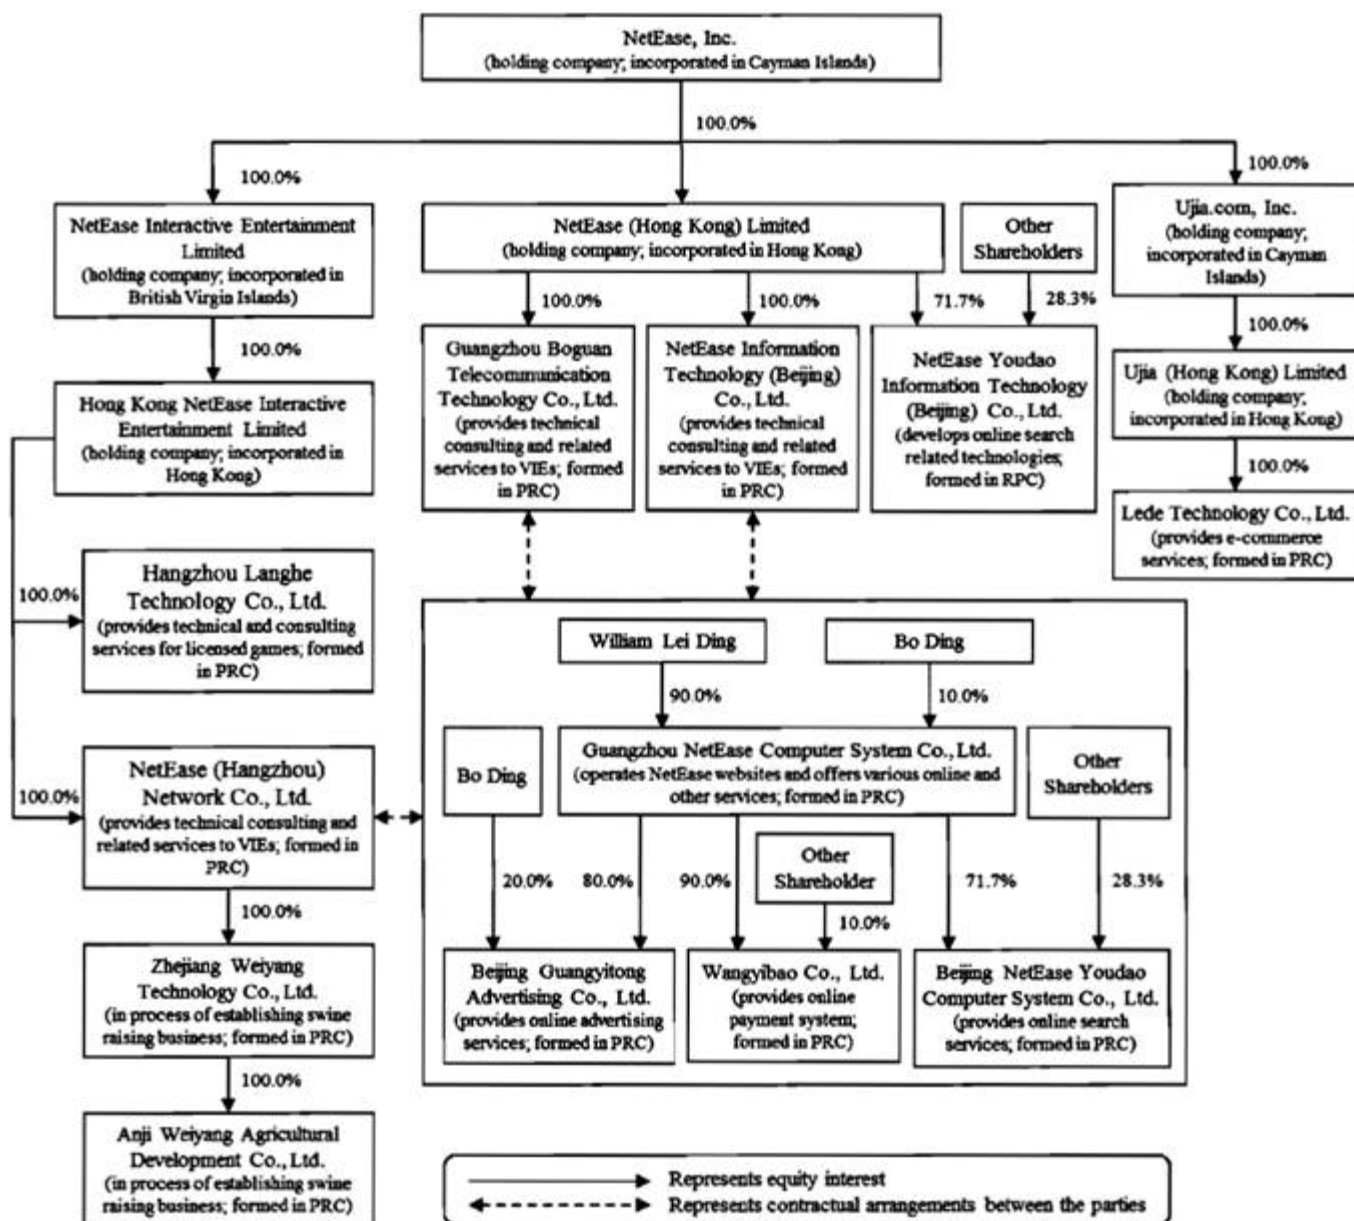 NetEase, Inc.
(holding company; incorporated in Cayman Islands)
100.0%
100.0%
100.0%
NetEase Interactive Entertainment
Limited
(holding company; incorporated in
British Virgin Islands)
NetEase (Hong Kong) Limited
(holding company; incorporated in Hong Kong)
Other
Shareholders
Ujia.com, Inc.
(holding company;
incorporated in Cayman
Islands)
100.0%
100.0%
100.0%
71.7%
28.3%
100.0%
Hong Kong NetEase Interactive
Entertainment Limited
(holding company; incorporated in
Hong Kong)
Guangzhou Boguan
Telecommunication
Technology Co., Ltd.
(provides technical
consulting and related
services to VIEs; formed
in PRC)
NetEase Information
Technology (Beijing)
Co., Ltd.
(provides technical
consulting and related
services to VIEs; formed
in PRC)
NetEase Youdao
Information Technology
(Beijing) Co., Ltd.
(develops online search
related technologies;
formed in RPC)
Ujia (Hong Kong) Limited
(holding company;
incorporated in Hong Kong)
100.0%
Lede Technology Co., Ltd.
(provides e-commerce
services; formed in PRC)
100.0%
Hangzhou Langhe
Technology Co., Ltd.
(provides technical and consulting
services for licensed games; formed
in PRC)
William Lei Ding
Bo Ding
90.0%
10.0%
100.0%
NetEase (Hangzhou)
Network Co., Ltd.
(provides technical consulting and
related services to VIEs; formed in
PRC)
Bo Ding
Guangzhou NetEase Computer System Co., Ltd.
(operates NetEase websites and offers various online and
other services; formed in PRC)
Other
Shareholders
Other
Shareholder
20.0%
80.0%
90.0%
10.0%
71.7%
28.3%
100.0%
Zhejiang Weiyang
Technology Co., Ltd.
(in process of establishing swine
raising business; formed in PRC)
Beijing Guangyitong
Advertising Co., Ltd.
(provides online advertising
services; formed in PRC)
Wangyibao Co., Ltd.
(provides online
payment system;
formed in PRC)
Beijing NetEase Youdao
Computer System Co., Ltd.
(provides online search
services; formed in PRC)
100.0%
Anji Weiyang Agricultural
Development Co., Ltd.
(in process of establishing swine
raising business; formed in PRC)
Represents equity interest
Represents contractual arrangements between the parties